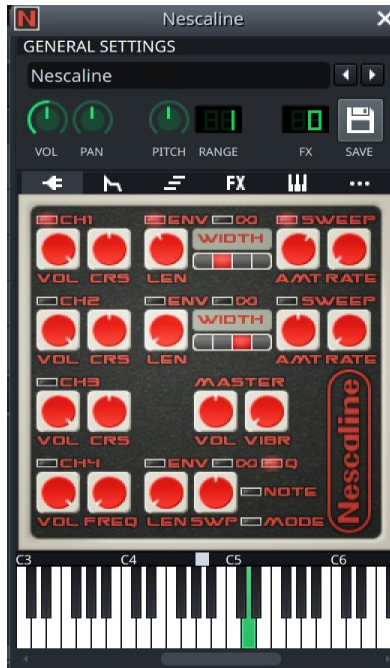 N Nescaline
GENERAL SETTINGS
Nescaline
1 0
VOL PAN PITCH RANGE FX SAVE
FX
CH1 ENV SWEEP
WIDTH
VOL CRS LEN AMT RATE
CH2 ENV SWEEP
WIDTH
VOL CRS LEN AMT RATE
CH3 MASTER
VOL CRS VOL VIBR
Nescaline
CH4 ENV Q
NOTE
VOL FREQ LEN SWP MODE
C3 C4 C5 C6